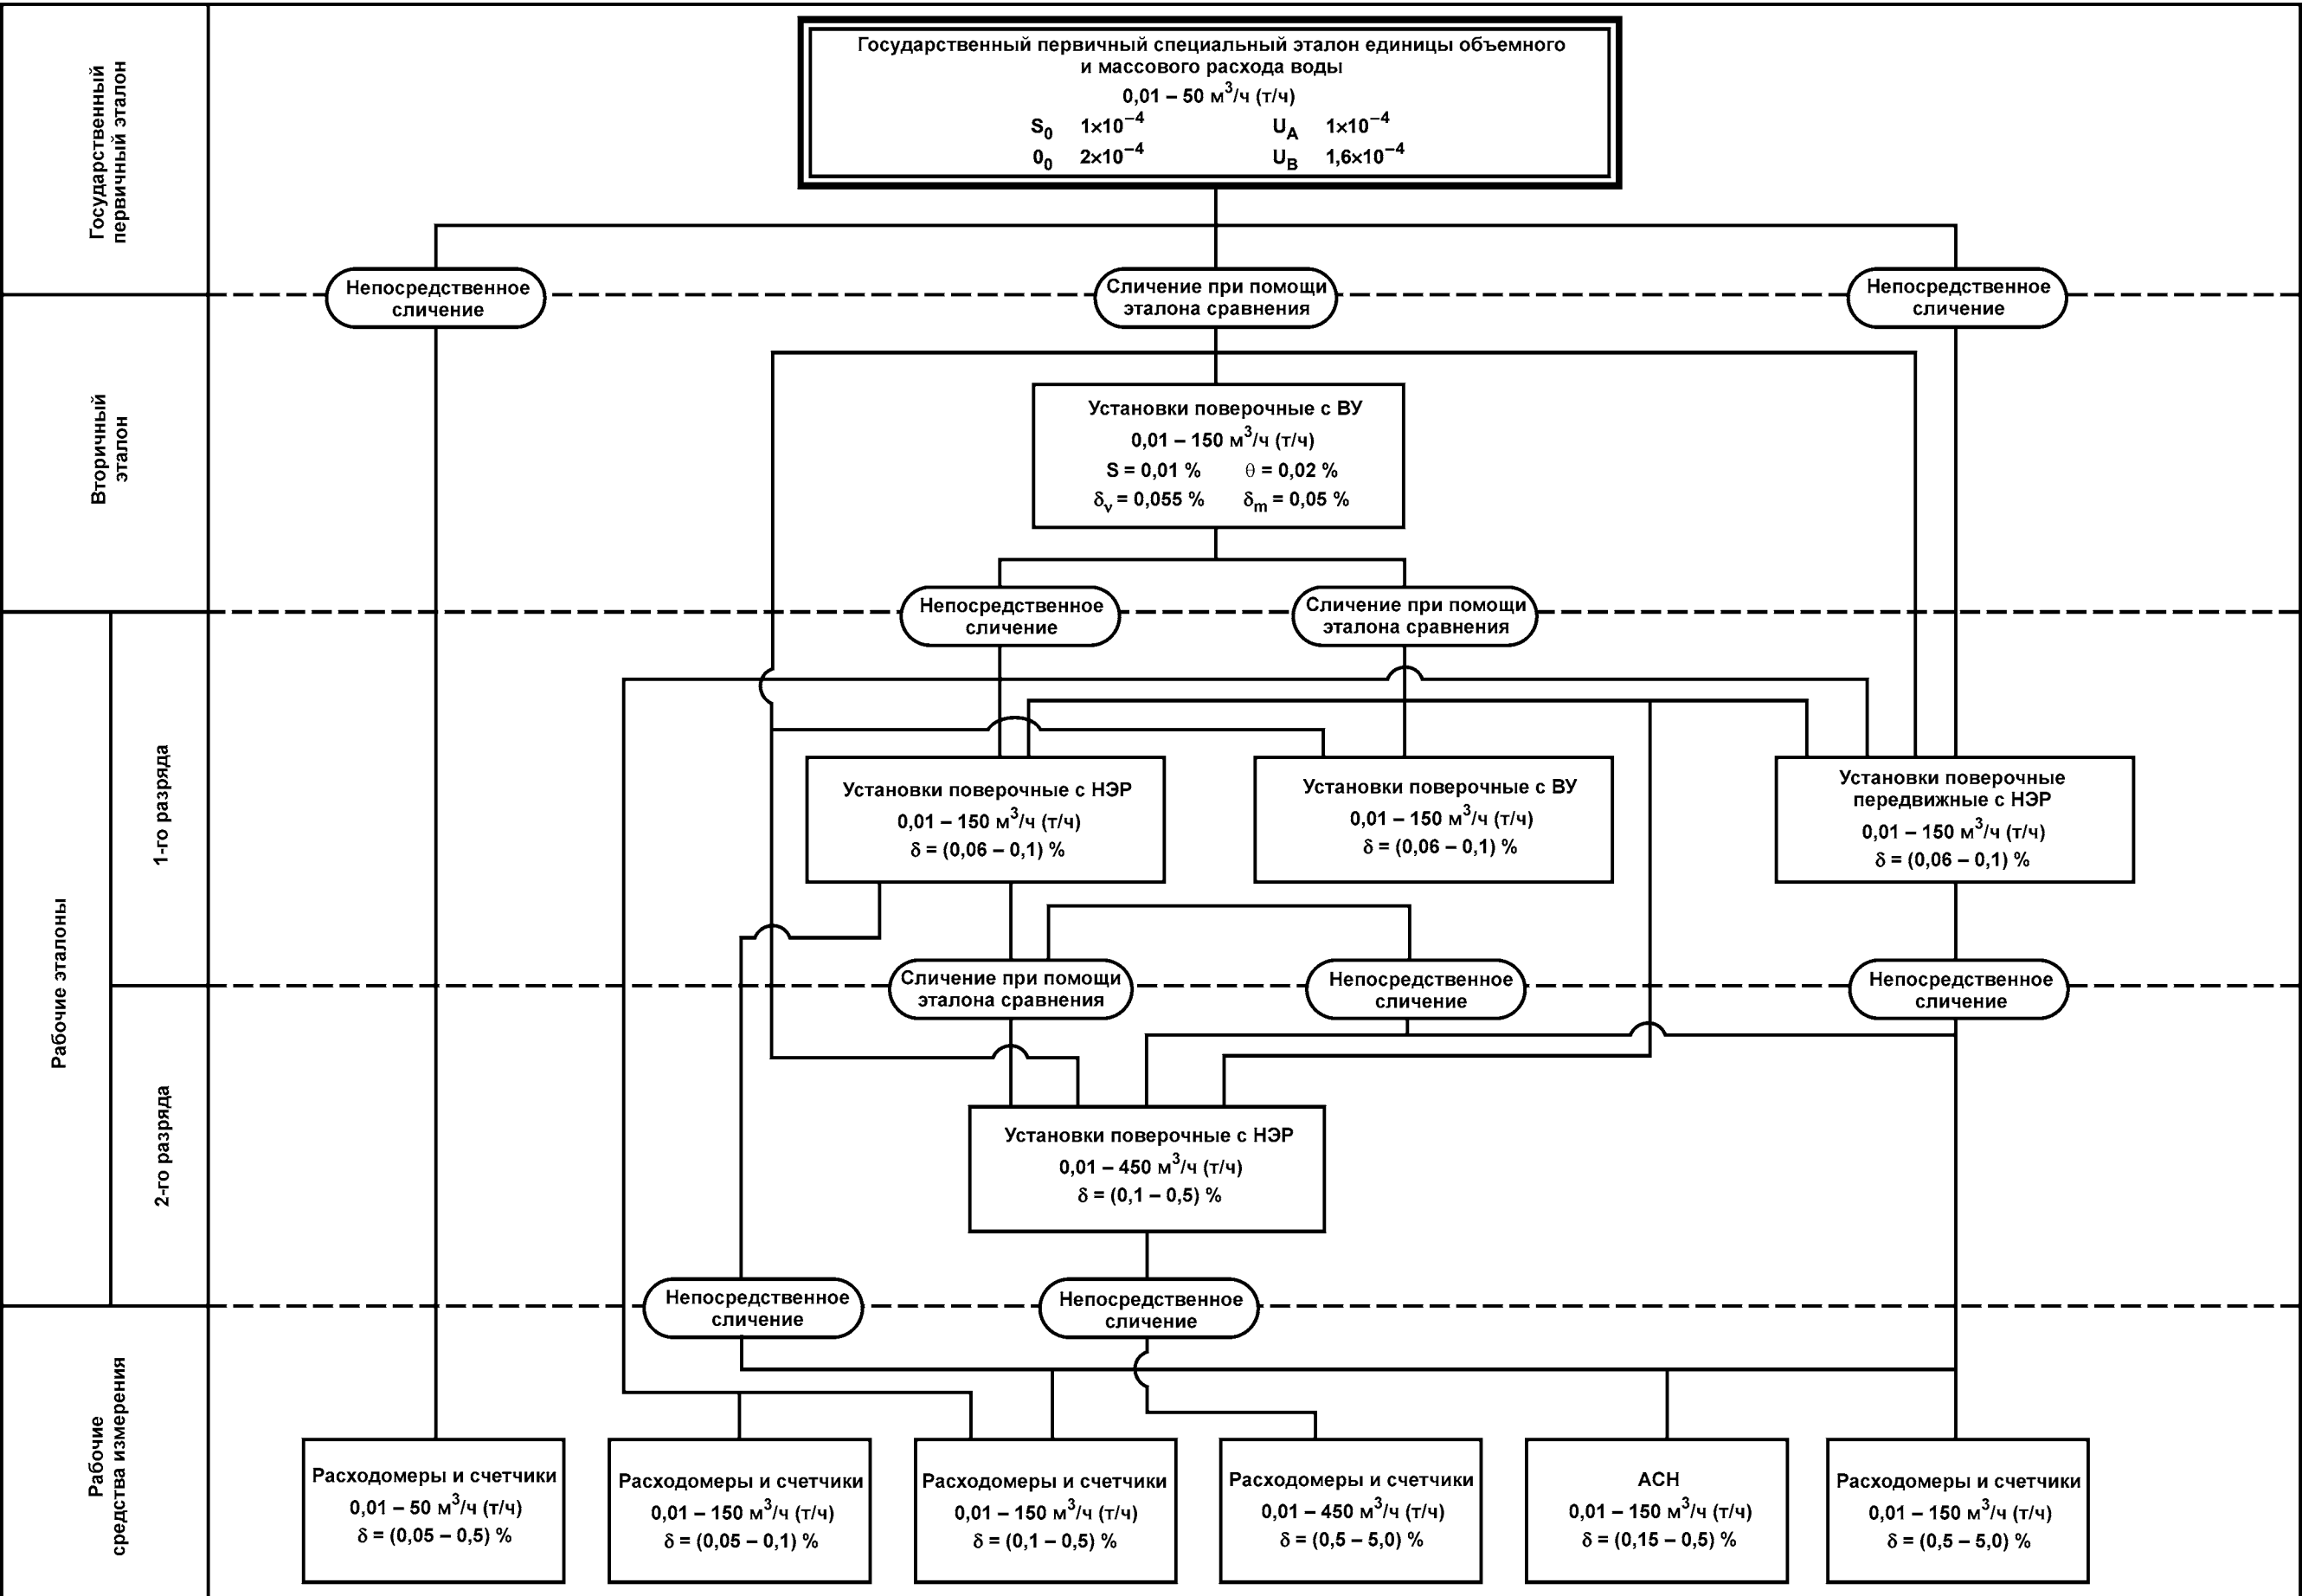 Государственный
первичный эталон
Государственный первичный специальный эталон единицы объемного
и массового расхода воды
0,01 – 50 м³/ч (т/ч)
S₀ 1×10⁻⁴ U_A 1×10⁻⁴
0₀ 2×10⁻⁴ U_B 1,6×10⁻⁴
Непосредственное
сличение
Сличение при помощи
эталона сравнения
Непосредственное
сличение
Вторичный
эталон
Установки поверочные с ВУ
0,01 – 150 м³/ч (т/ч)
S = 0,01 % θ = 0,02 %
δᵥ = 0,055 % δₘ = 0,05 %
Непосредственное
сличение
Сличение при помощи
эталона сравнения
Рабочие эталоны
1-го разряда
Установки поверочные с НЭР
0,01 – 150 м³/ч (т/ч)
δ = (0,06 – 0,1) %
Установки поверочные с ВУ
0,01 – 150 м³/ч (т/ч)
δ = (0,06 – 0,1) %
Установки поверочные
передвижные с НЭР
0,01 – 150 м³/ч (т/ч)
δ = (0,06 – 0,1) %
Сличение при помощи
эталона сравнения
Непосредственное
сличение
Непосредственное
сличение
2-го разряда
Установки поверочные с НЭР
0,01 – 450 м³/ч (т/ч)
δ = (0,1 – 0,5) %
Непосредственное
сличение
Непосредственное
сличение
Рабочие
средства измерения
Расходомеры и счетчики
0,01 – 50 м³/ч (т/ч)
δ = (0,05 – 0,5) %
Расходомеры и счетчики
0,01 – 150 м³/ч (т/ч)
δ = (0,05 – 0,1) %
Расходомеры и счетчики
0,01 – 150 м³/ч (т/ч)
δ = (0,1 – 0,5) %
Расходомеры и счетчики
0,01 – 450 м³/ч (т/ч)
δ = (0,5 – 5,0) %
АСН
0,01 – 150 м³/ч (т/ч)
δ = (0,15 – 0,5) %
Расходомеры и счетчики
0,01 – 150 м³/ч (т/ч)
δ = (0,5 – 5,0) %